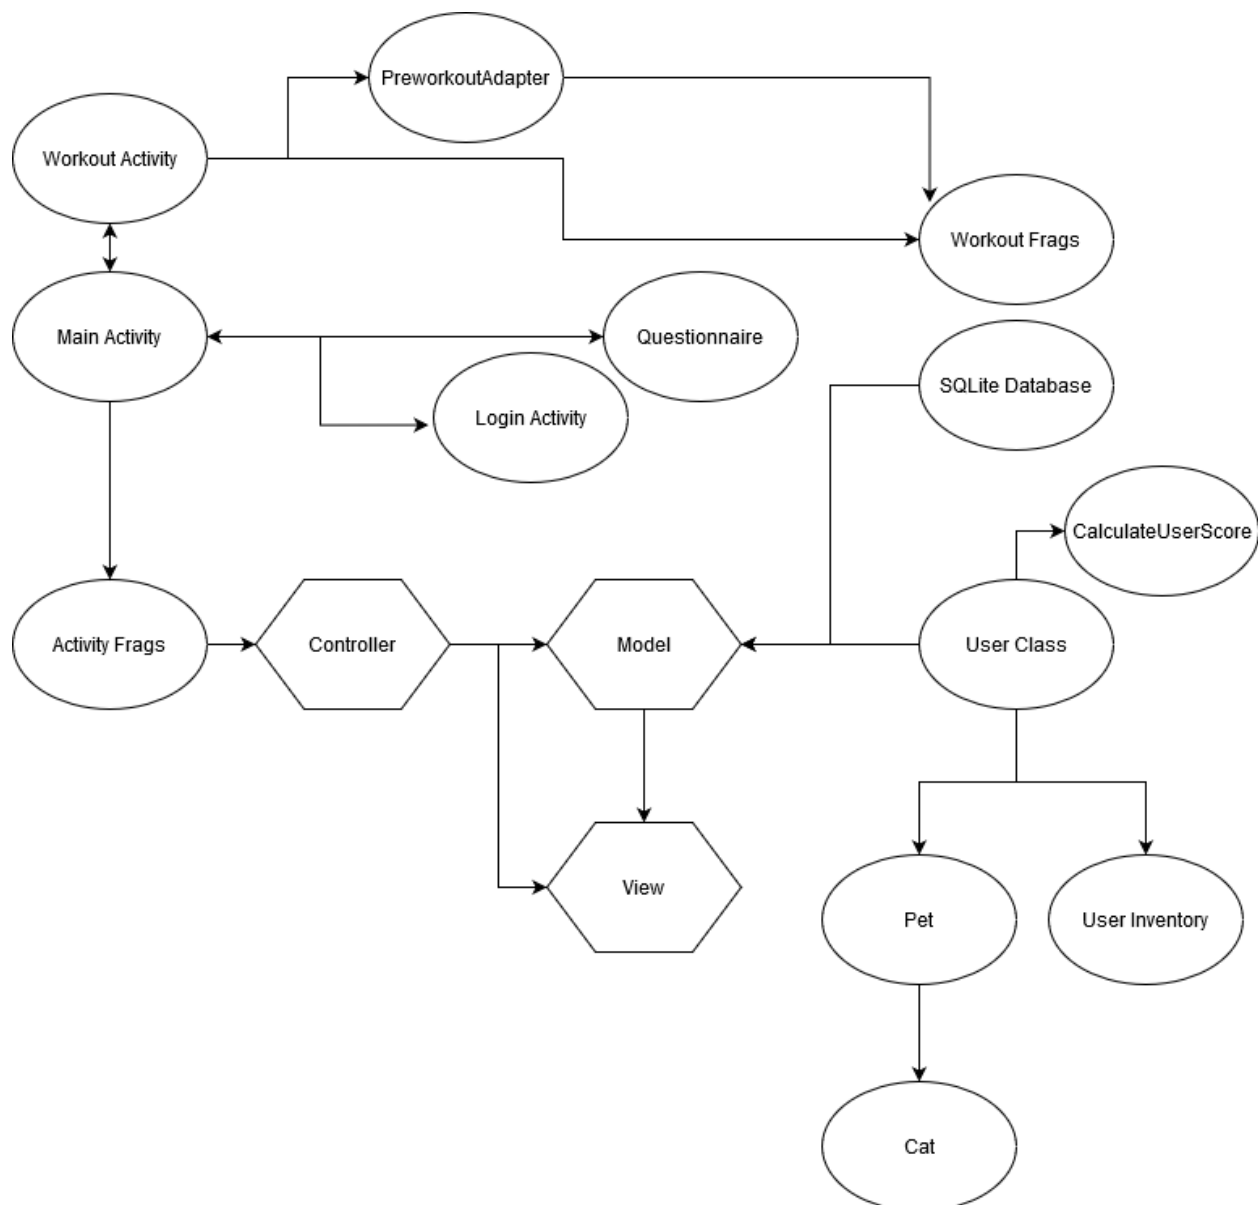 PreworkoutAdapter
Workout Activity
Workout Frags
Main Activity
Questionnaire
SQLite Database
Login Activity
CalculateUserScore
Activity Frags
Controller
Model
User Class
View
Pet
User Inventory
Cat